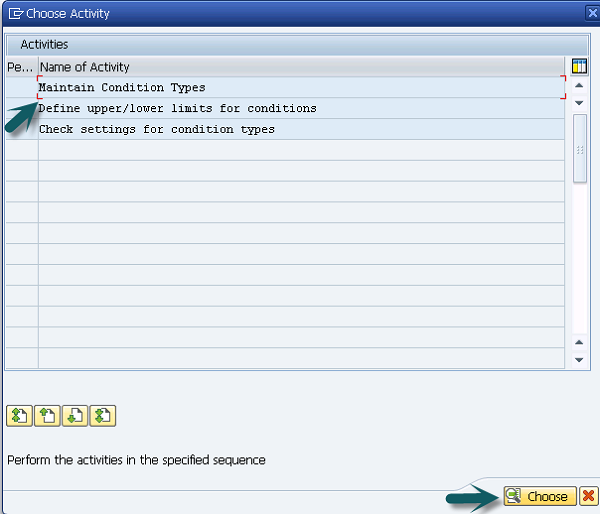 Choose Activity
Activities
Pe... Name of Activity
Maintain Condition Types
Define upper/lower limits for conditions
Check settings for condition types
Perform the activities in the specified sequence
Choose